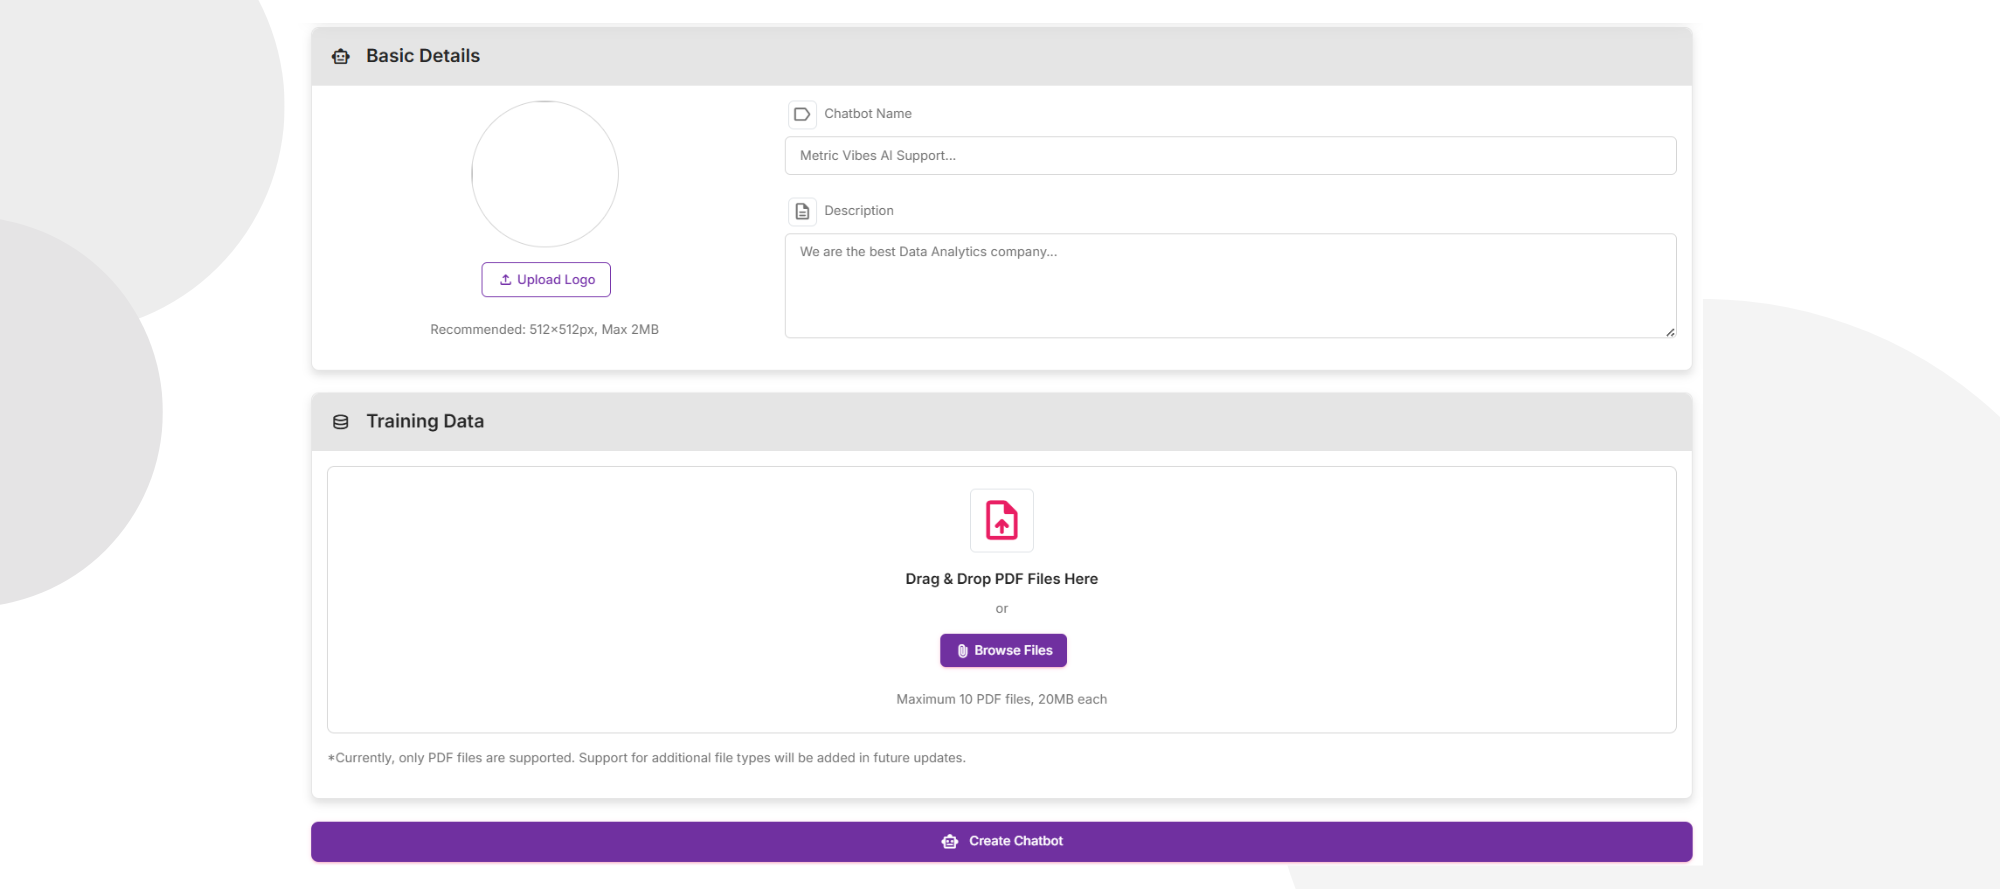 Basic Details
Chatbot Name
Metric Vibes AI Support...
Description
We are the best Data Analytics company...
Upload Logo
Recommended: 512×512px, Max 2MB
Training Data
Drag & Drop PDF Files Here
or
Browse Files
Maximum 10 PDF files, 20MB each
*Currently, only PDF files are supported. Support for additional file types will be added in future updates.
Create Chatbot